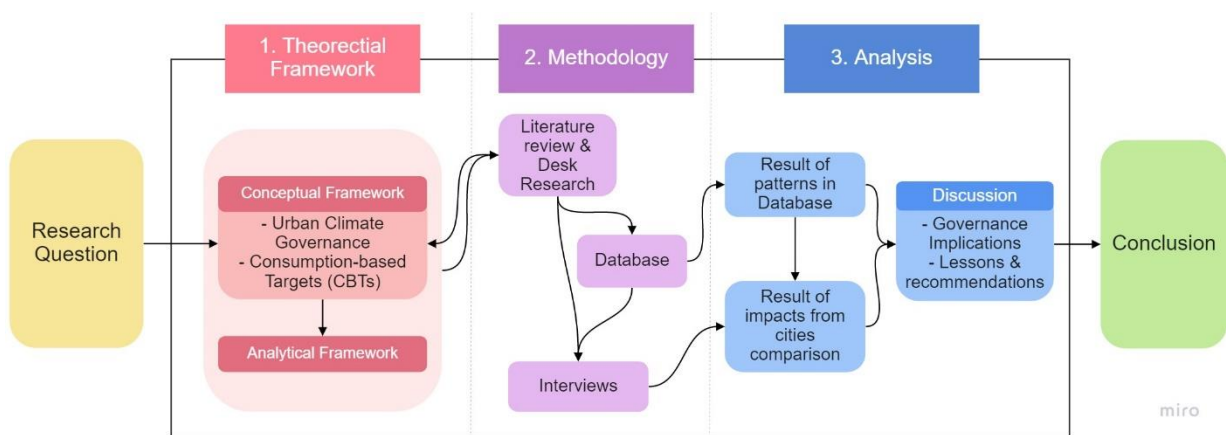 1. Theorectial
Framework
2. Methodology
3. Analysis
Research
Question
Conceptual Framework
- Urban Climate
Governance
- Consumption-based
Targets (CBTs)
Analytical Framework
Literature
review &
Desk
Research
Database
Interviews
Result of
patterns in
Database
Result of
impacts from
cities
comparison
Discussion
- Governance
Implications
- Lessons &
recommendations
Conclusion
miro